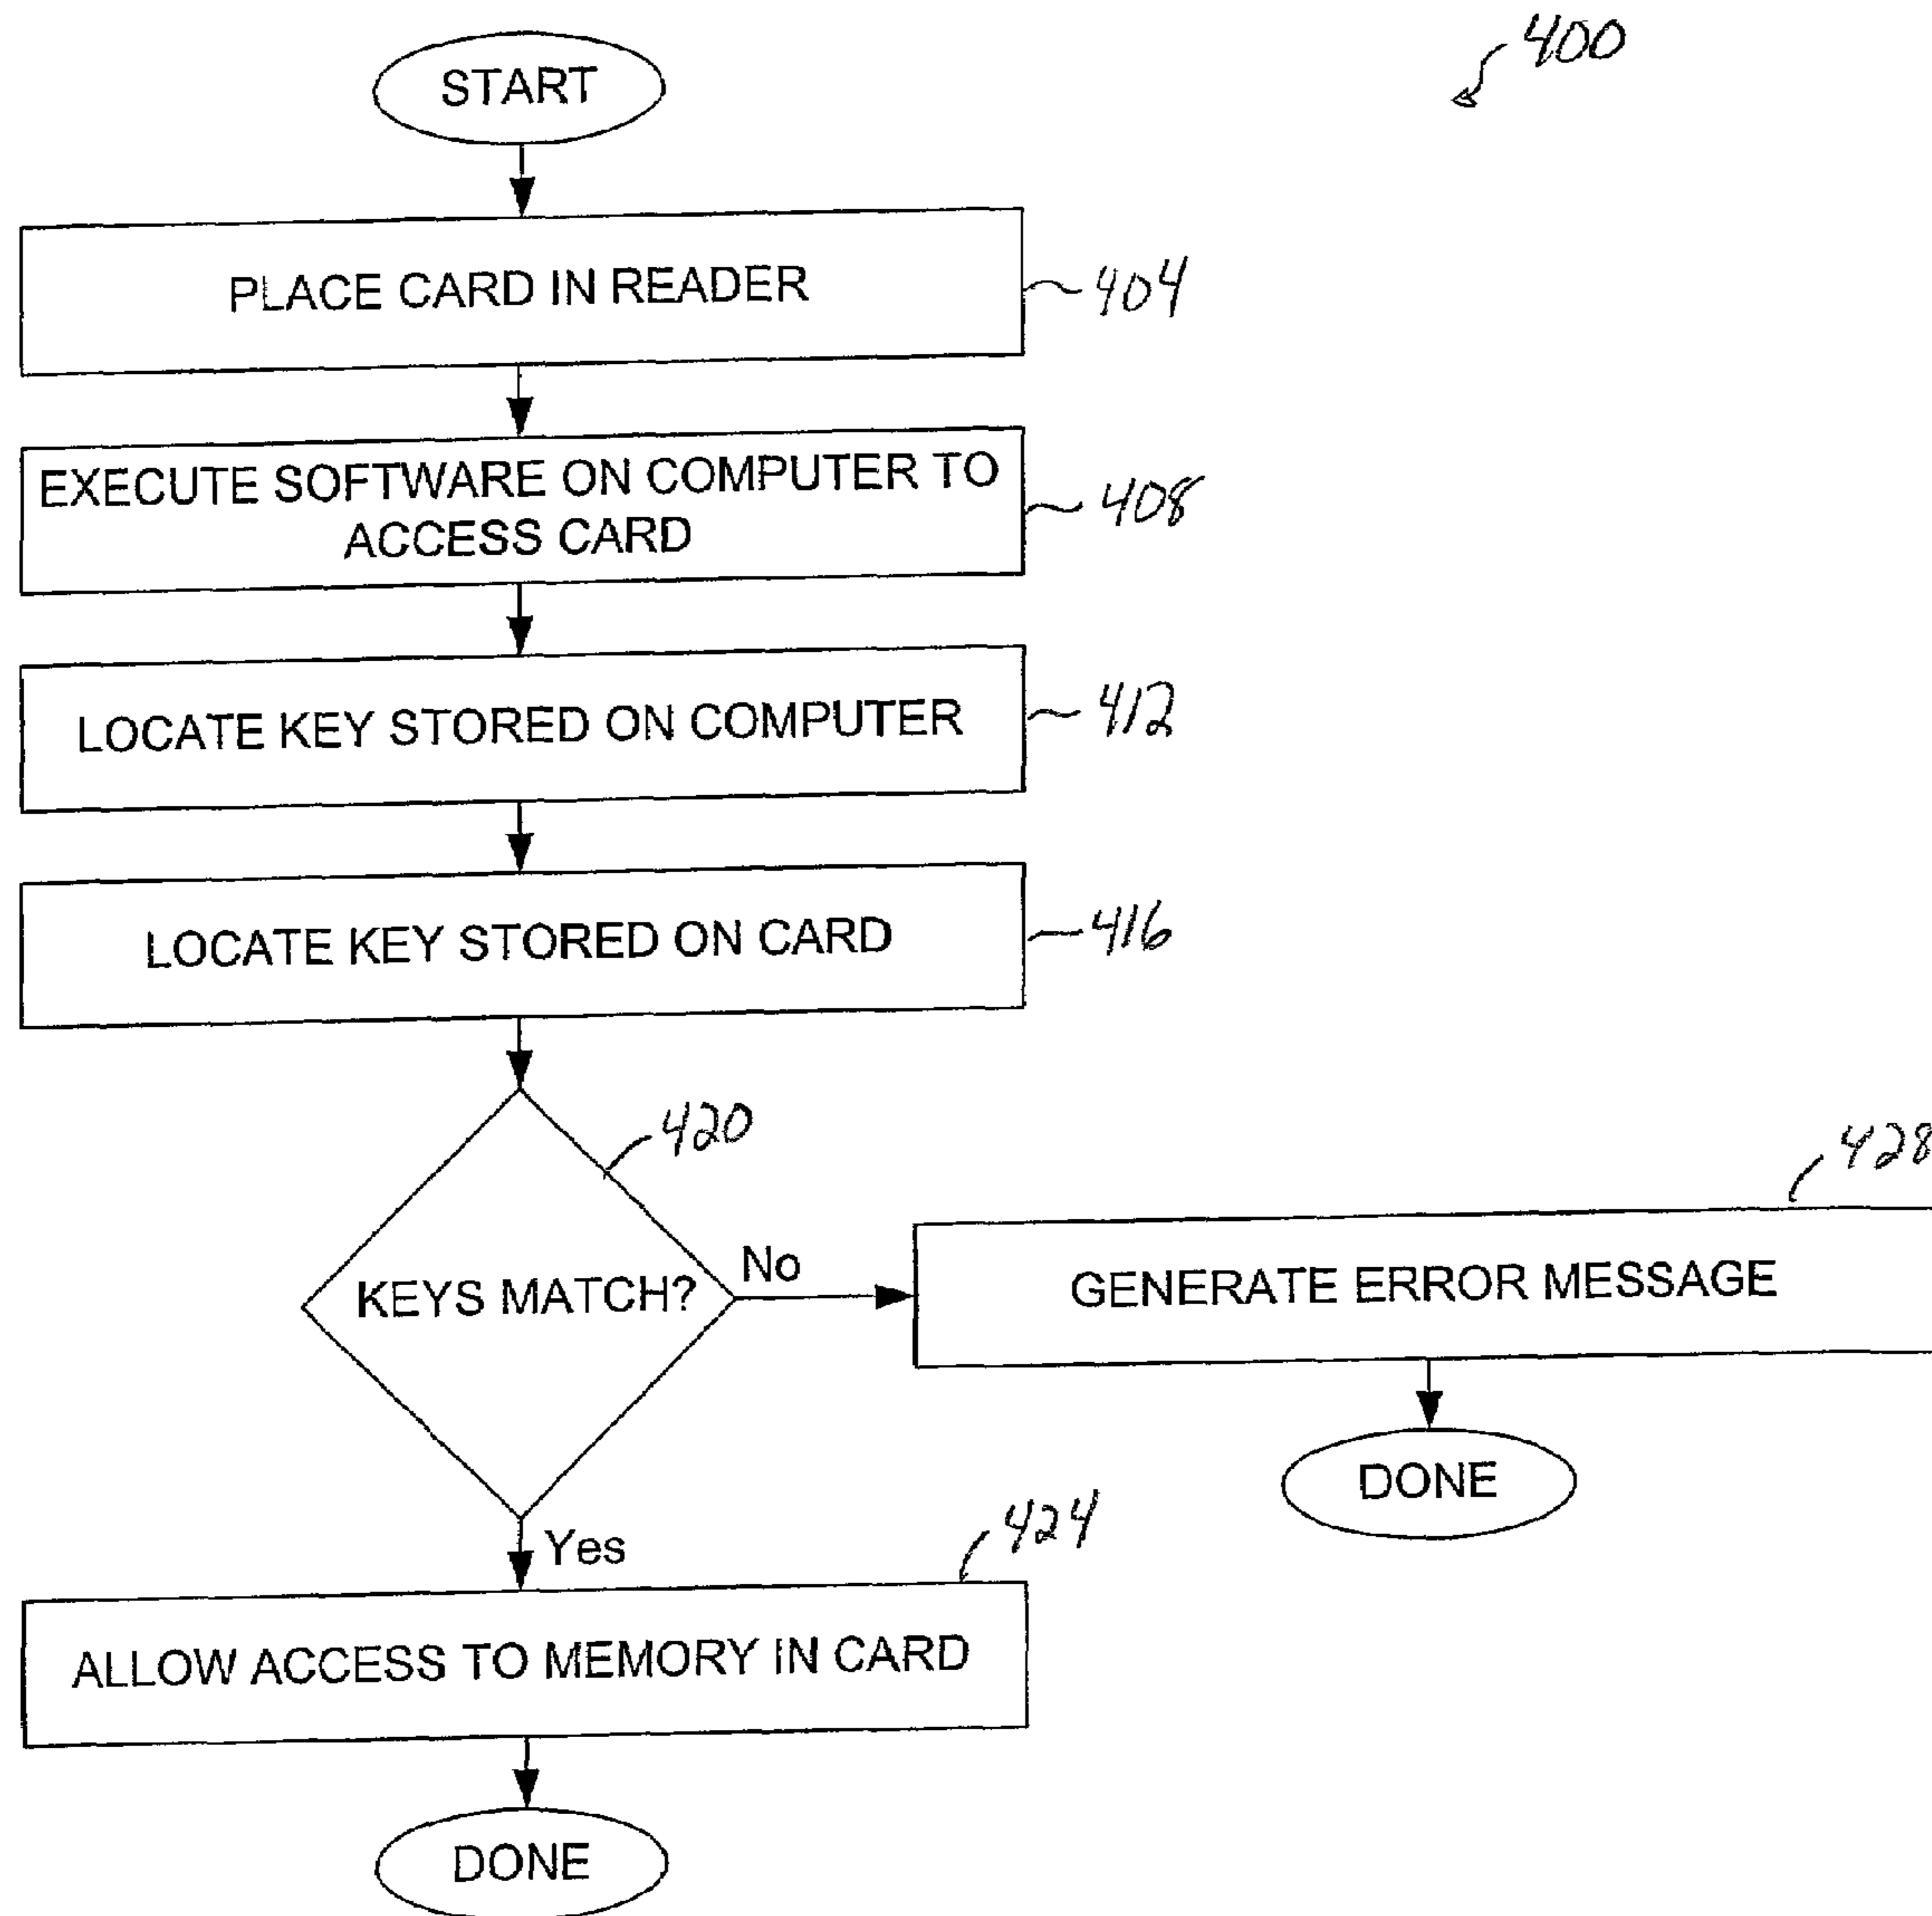 400
START
PLACE CARD IN READER
404
EXECUTE SOFTWARE ON COMPUTER TO
ACCESS CARD
408
LOCATE KEY STORED ON COMPUTER
412
LOCATE KEY STORED ON CARD
416
420
KEYS MATCH?
No
428
GENERATE ERROR MESSAGE
DONE
Yes
424
ALLOW ACCESS TO MEMORY IN CARD
DONE